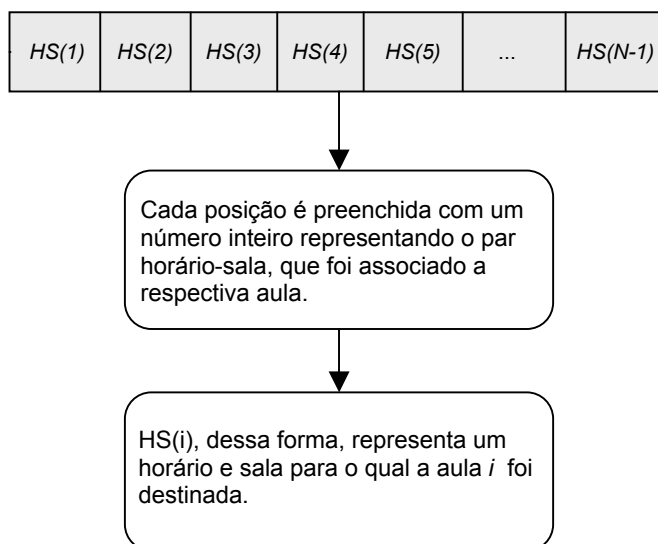 HS(1) HS(2) HS(3) HS(4) HS(5) ... HS(N-1)
Cada posição é preenchida com um
número inteiro representando o par
horário-sala, que foi associado a
respectiva aula.
HS(i), dessa forma, representa um
horário e sala para o qual a aula i foi
destinada.